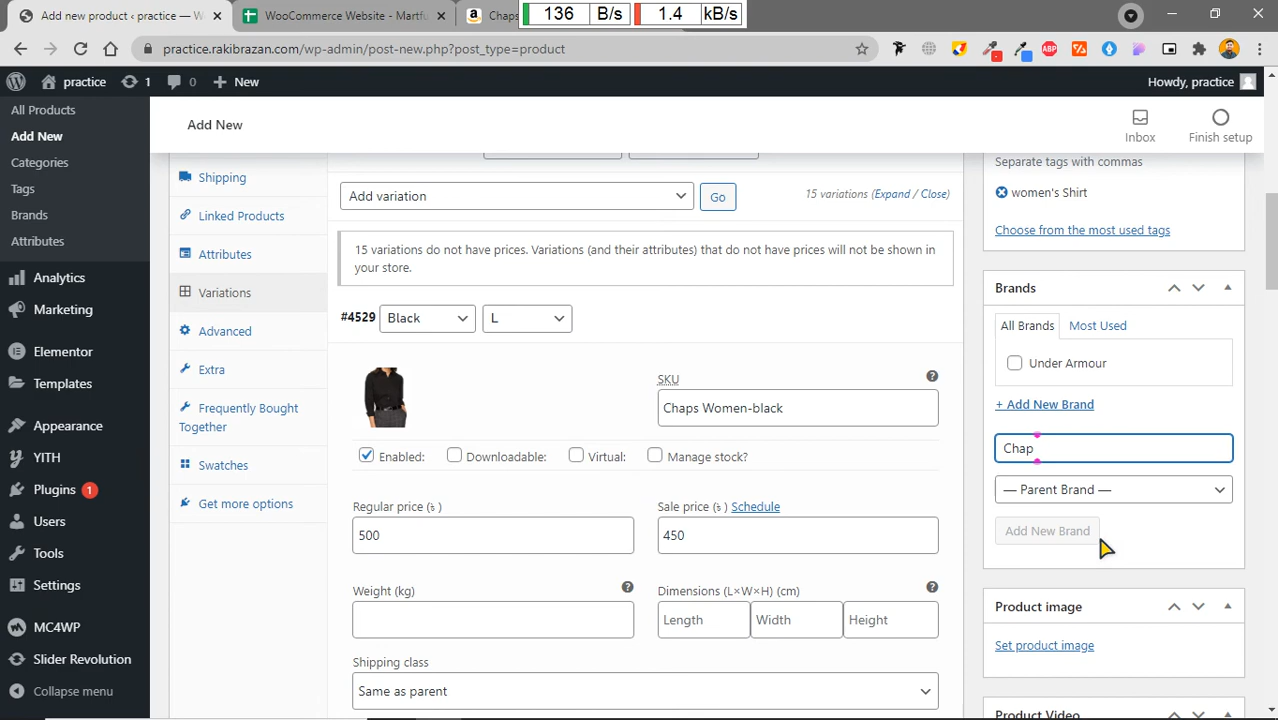 Add new product ‹ practice — W
WooCommerce Website - Martfu
Chaps
136
B/s
1.4
kB/s
practice.rakibrazan.com/wp-admin/post-new.php?post_type=product
practice
1
0
New
Howdy, practice
All Products
Add New
Categories
Tags
Brands
Attributes
Analytics
Marketing
Elementor
Templates
Appearance
YITH
Plugins 1
Users
Tools
Settings
MC4WP
Slider Revolution
Collapse menu
Add New
Inbox
Finish setup
Shipping
Linked Products
Attributes
Variations
Advanced
Extra
Frequently Bought
Together
Swatches
Get more options
Add variation
Go
15 variations (Expand / Close)
15 variations do not have prices. Variations (and their attributes) that do not have prices will not be shown in
your store.
#4529
Black
L
SKU
Chaps Women-black
Enabled:
Downloadable:
Virtual:
Manage stock?
Regular price (৳ )
500
Sale price (৳ ) Schedule
450
Weight (kg)
Dimensions (L×W×H) (cm)
Length
Width
Height
Shipping class
Same as parent
Separate tags with commas
women's Shirt
Choose from the most used tags
Brands
All Brands
Most Used
Under Armour
+ Add New Brand
Chap
— Parent Brand —
Add New Brand
Product image
Set product image
Product Video